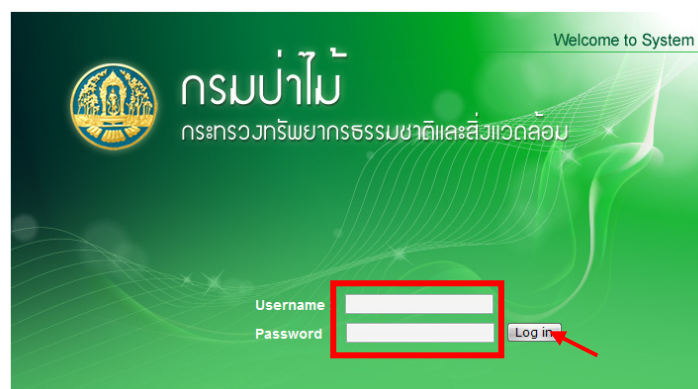 Welcome to System
กรมป่าไม้
กระทรวงทรัพยากรธรรมชาติและสิ่งแวดล้อม
Username
Password
Log in